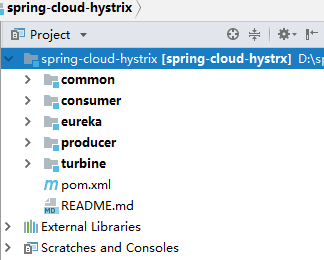 spring-cloud-hystrix
Project
spring-cloud-hystrix [spring-cloud-hystrx] D:\sp
common
consumer
eureka
producer
turbine
pom.xml
README.md
External Libraries
Scratches and Consoles